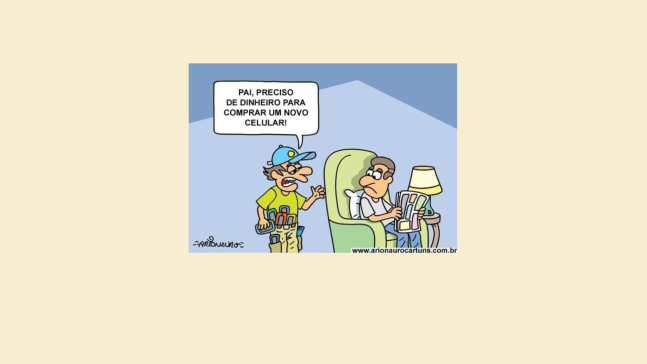 PAI, PRECISO
DE DINHEIRO PARA
COMPRAR UM NOVO
CELULAR!
ARIONAURO
www.arionaurocartuns.com.br